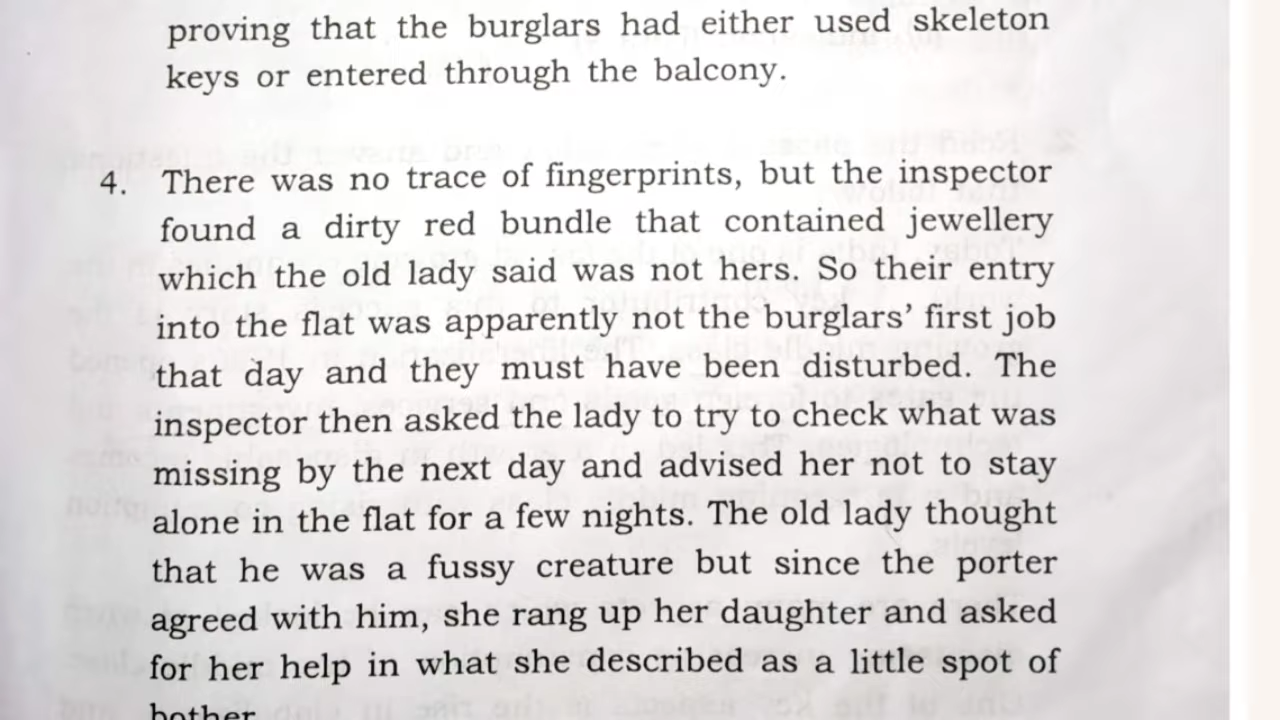 proving that the burglars had either used skeleton
keys or entered through the balcony.
4. There was no trace of fingerprints, but the inspector
found a dirty red bundle that contained jewellery
which the old lady said was not hers. So their entry
into the flat was apparently not the burglars’ first job
that day and they must have been disturbed. The
inspector then asked the lady to try to check what was
missing by the next day and advised her not to stay
alone in the flat for a few nights. The old lady thought
that he was a fussy creature but since the porter
agreed with him, she rang up her daughter and asked
for her help in what she described as a little spot of
bother.